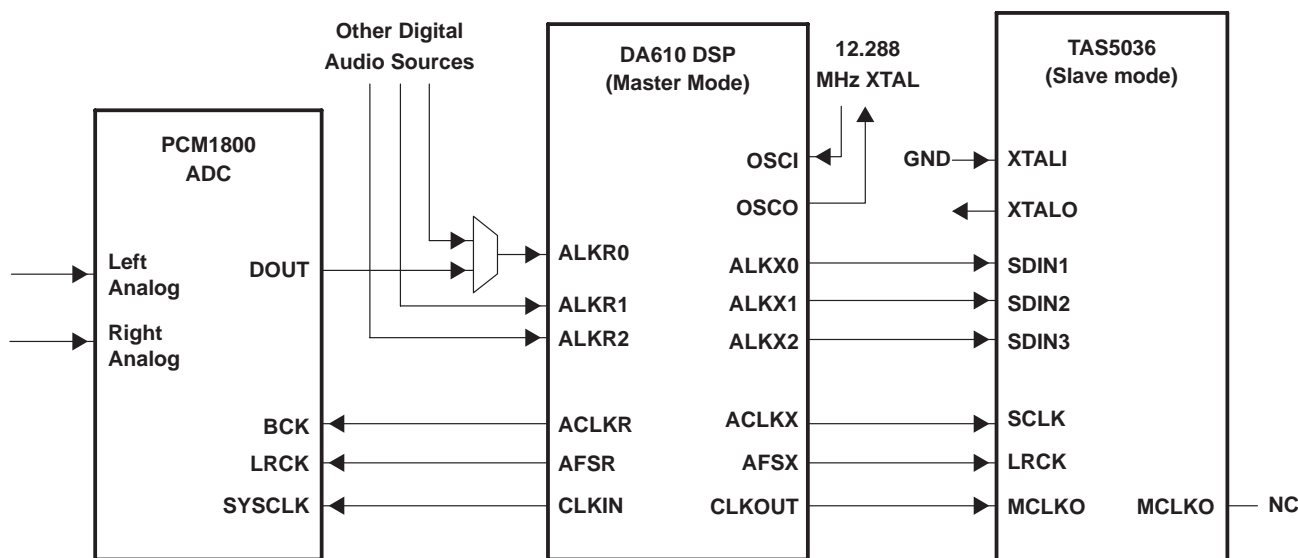 Other Digital
Audio Sources
DA610 DSP
(Master Mode)
12.288
MHz XTAL
TAS5036
(Slave mode)
PCM1800
ADC
OSCI
GND
XTALI
OSCO
XTALO
Left
Analog
DOUT
ALKR0
ALKX0
SDIN1
ALKR1
ALKX1
SDIN2
Right
Analog
ALKR2
ALKX2
SDIN3
BCK
ACLKR
ACLKX
SCLK
LRCK
AFSR
AFSX
LRCK
SYSCLK
CLKIN
CLKOUT
MCLKO
MCLKO
NC